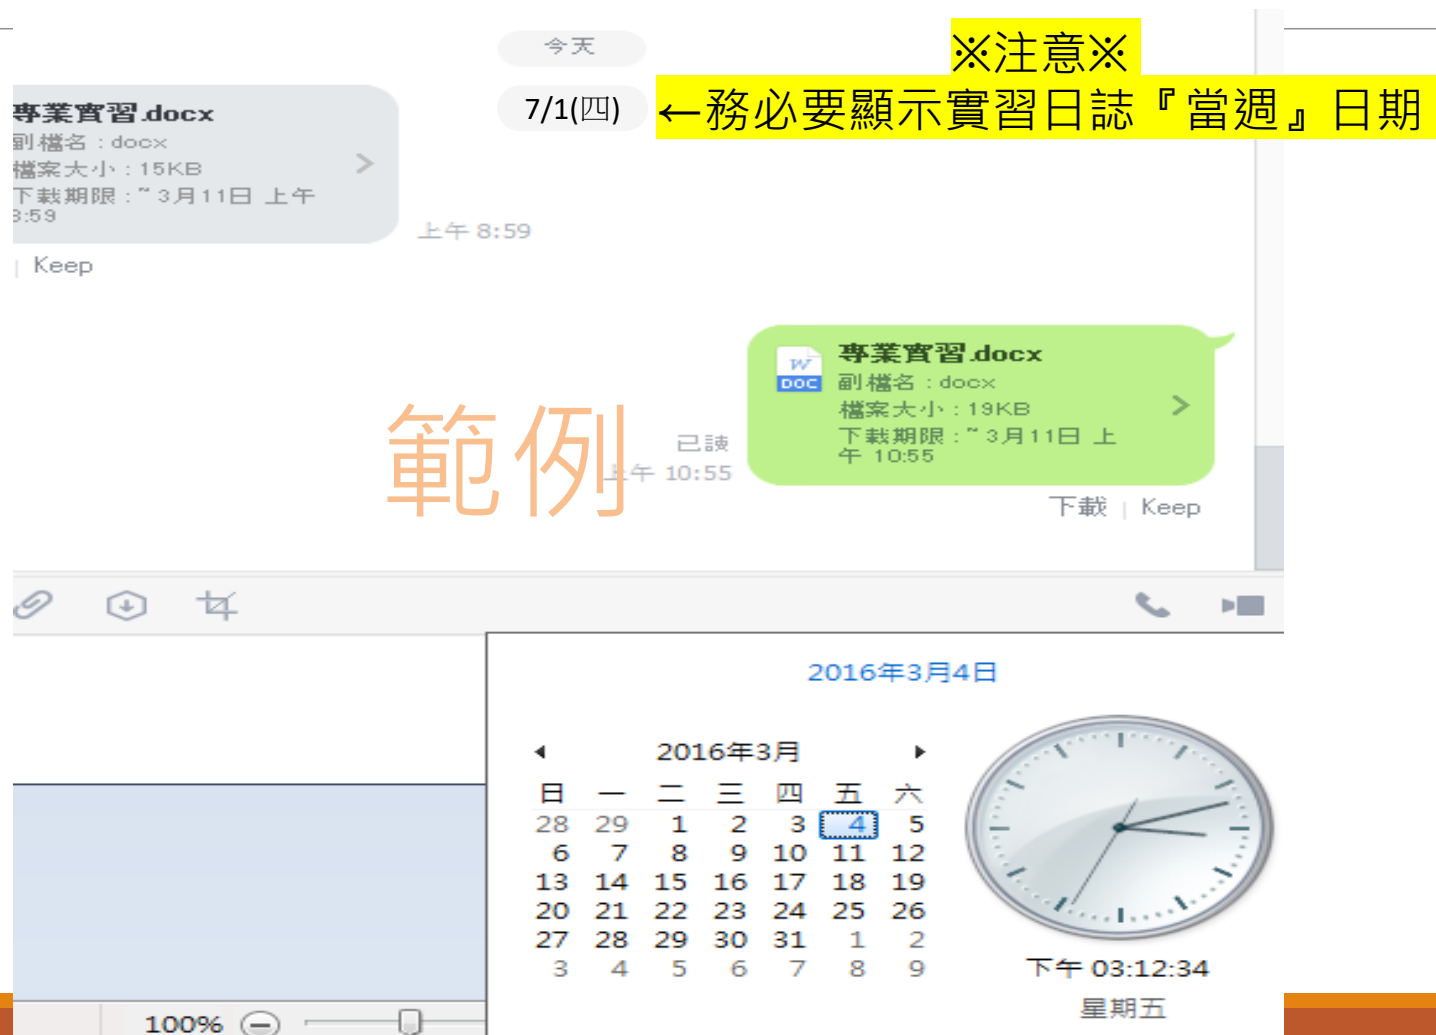 今天
※注意※
7/1(四)
←務必要顯示實習日誌『當週』日期
專業實習.docx
副檔名：docx
檔案大小：15KB
下載期限：~ 3月11日 上午
8:59
上午 8:59
| Keep
專業實習.docx
W
DOC
副檔名：docx
檔案大小：19KB
下載期限：~ 3月11日 上
午 10:55
已讀
上午 10:55
範例
下載 | Keep
2016年3月4日
2016年3月
日 一 二 三 四 五 六
28 29 1 2 3 4 5
6 7 8 9 10 11 12
13 14 15 16 17 18 19
20 21 22 23 24 25 26
27 28 29 30 31 1 2
3 4 5 6 7 8 9
下午 03:12:34
星期五
100%